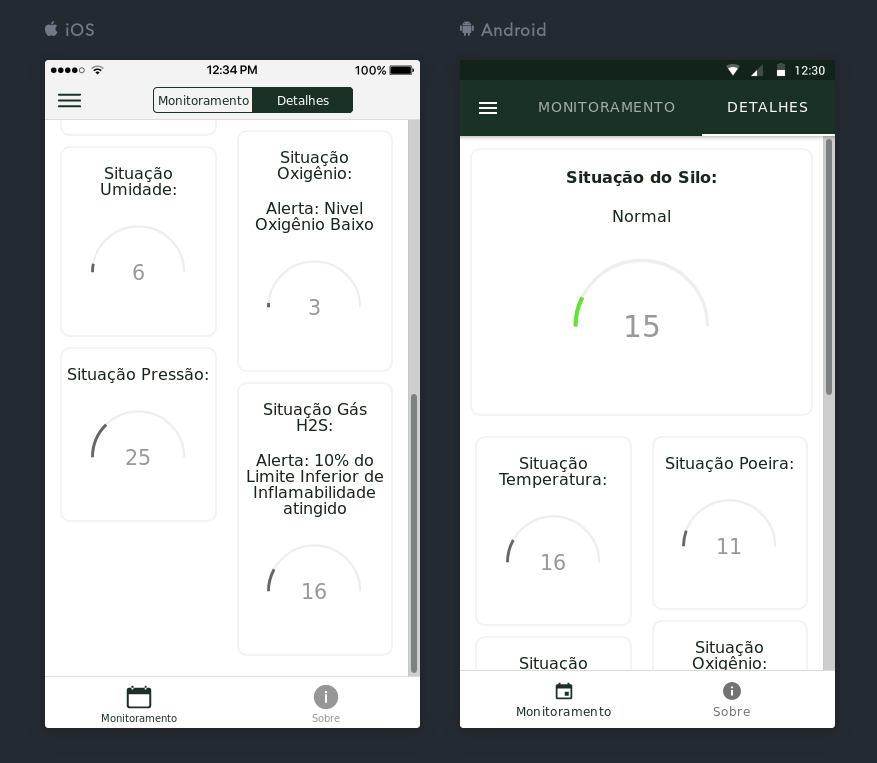 iOS
12:34 PM
100%
Monitoramento
Detalhes
Situação
Umidade:
6
Situação Pressão:
25
Situação
Oxigênio:
Alerta: Nivel
Oxigênio Baixo
3
Situação Gás
H2S:
Alerta: 10% do
Limite Inferior de
Inflamabilidade
atingido
16
Monitoramento
Sobre
Android
12:30
MONITORAMENTO
DETALHES
Situação do Silo:
Normal
15
Situação
Temperatura:
16
Situação Poeira:
11
Situação
Situação
Oxigênio:
Monitoramento
Sobre